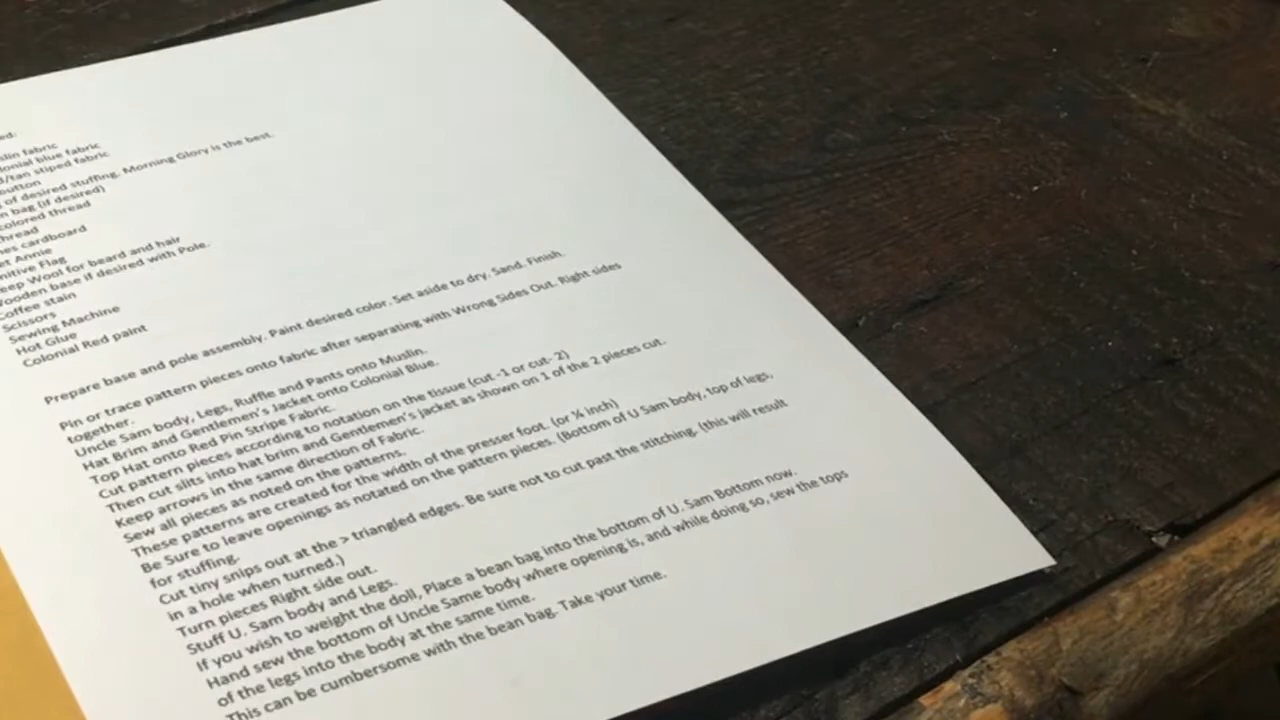 fabric
blue fabric
stiped fabric
button
of desired stuffing. Morning Glory is the best.
bag (if desired)
colored thread
thread
cardboard
Annie
Flag
Wool for beard and hair
Wooden base if desired with Pole.
Coffee stain
Scissors
Sewing Machine
Hot Glue
Colonial Red paint
Prepare base and pole assembly. Paint desired color. Set aside to dry. Sand. Finish.
Pin or trace pattern pieces onto fabric after separating with Wrong Sides Out. Right sides
together.
Uncle Sam body, Legs, Ruffle and Pants onto Muslin.
Hat Brim and Gentlemen's Jacket onto Colonial Blue.
Top Hat onto Red Pin Stripe Fabric.
Cut pattern pieces according to notation on the tissue (cut -1 or cut- 2)
Then cut slits into hat brim and Gentlemen's jacket as shown on 1 of the 2 pieces cut.
Keep arrows in the same direction of Fabric.
Sew all pieces as noted on the patterns.
These patterns are created for the width of the presser foot. (or ¼ inch)
Be Sure to leave openings as notated on the pattern pieces. (Bottom of U Sam body, top of legs,
for stuffing.
Cut tiny snips out at the > triangled edges. Be sure not to cut past the stitching. (this will result
in a hole when turned.)
Turn pieces Right side out.
Stuff U. Sam body and Legs.
If you wish to weight the doll, Place a bean bag into the bottom of U. Sam Bottom now.
Hand sew the bottom of Uncle Same body where opening is, and while doing so, sew the tops
of the legs into the body at the same time.
This can be cumbersome with the bean bag. Take your time.